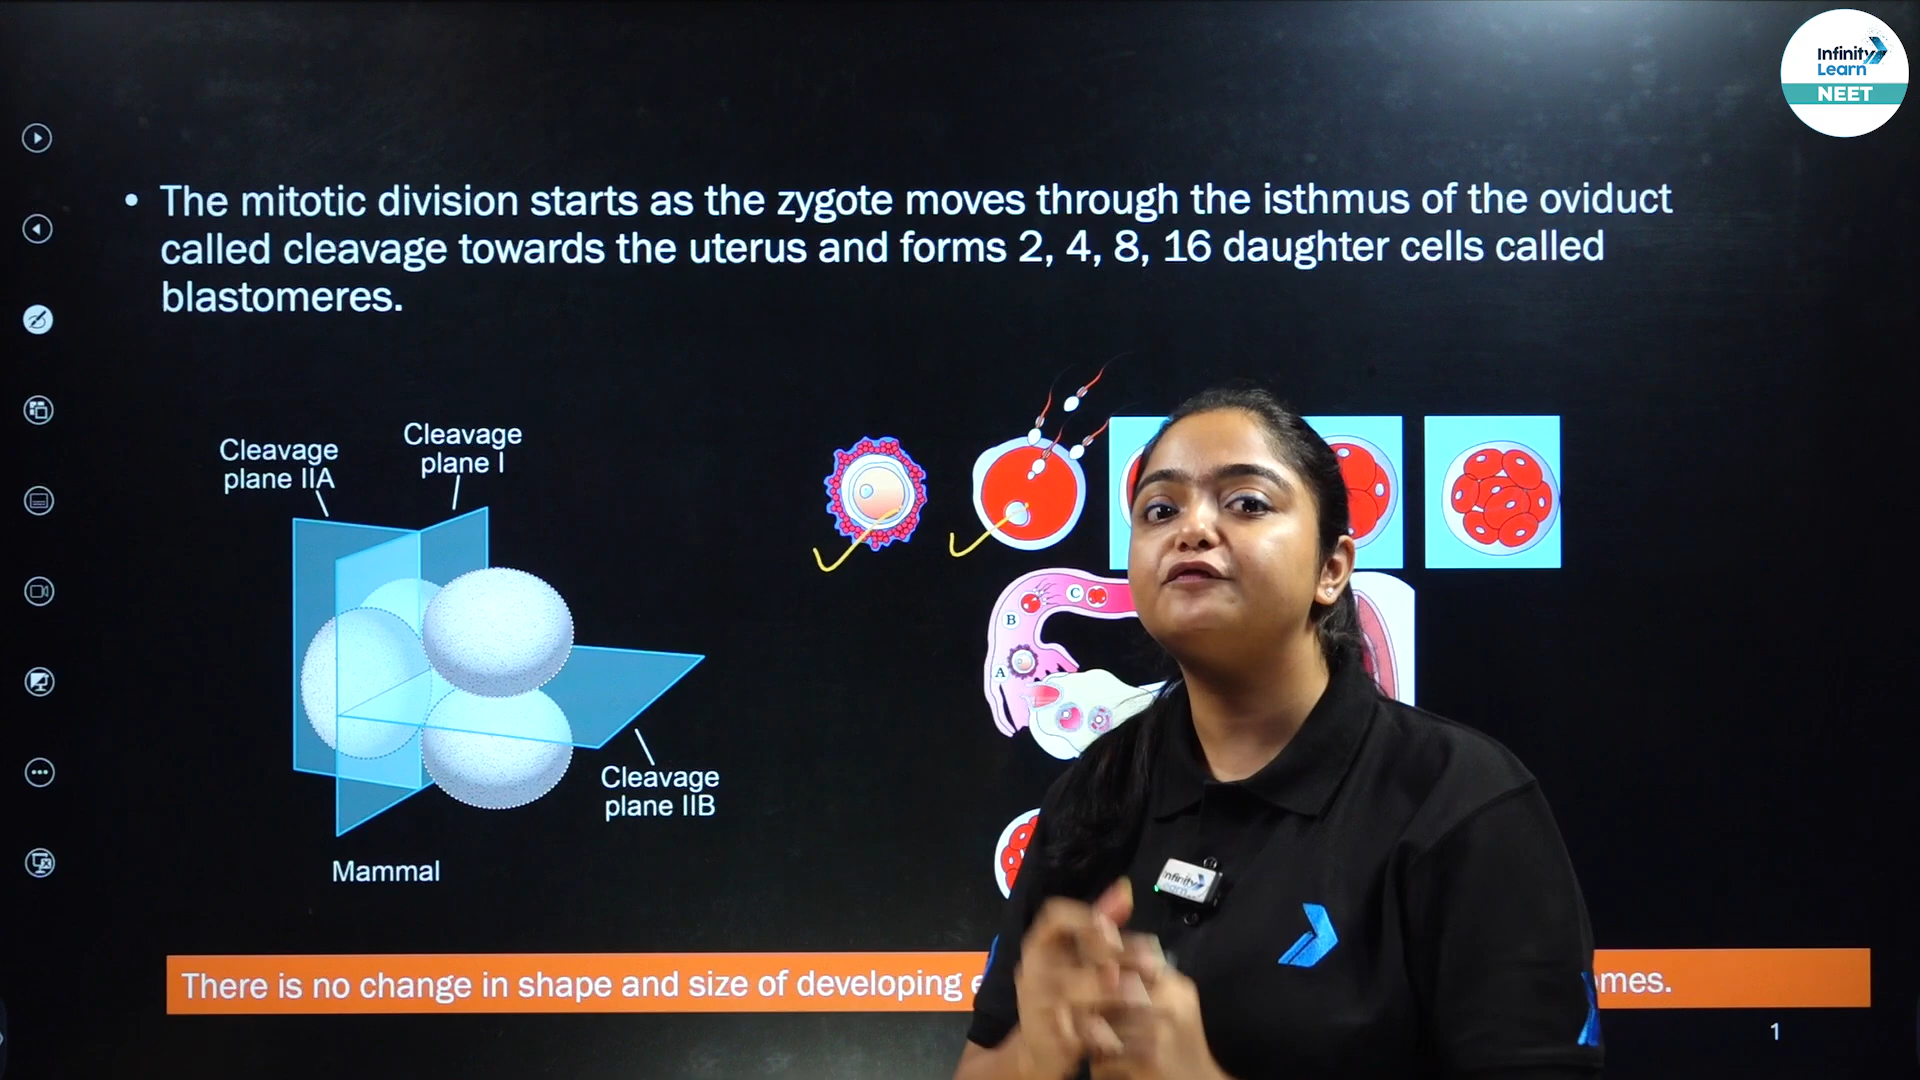 Infinity
Learn
NEET
• The mitotic division starts as the zygote moves through the isthmus of the oviduct
called cleavage towards the uterus and forms 2, 4, 8, 16 daughter cells called
blastomeres.
Cleavage
plane IIA
Cleavage
plane I
Cleavage
plane IIB
Mammal
A
B
C
Infinity
Learn
There is no change in shape and size of developing
1